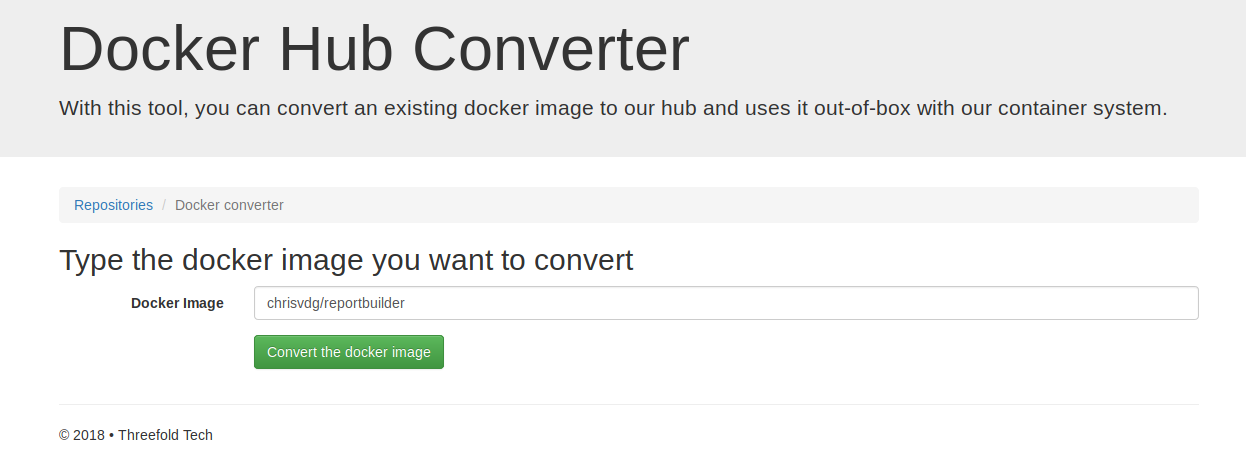 Docker Hub Converter
With this tool, you can convert an existing docker image to our hub and uses it out-of-box with our container system.
Repositories / Docker converter
Type the docker image you want to convert
Docker Image chrisvdg/reportbuilder
Convert the docker image
© 2018 • Threefold Tech